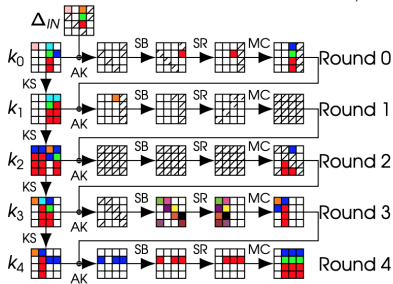 Δ_IN
k_0 SB SR MC Round 0
KS AK
k_1 SB SR MC Round 1
KS AK
k_2 SB SR MC Round 2
KS AK
k_3 SB SR MC Round 3
KS AK
k_4 SB SR MC Round 4
AK